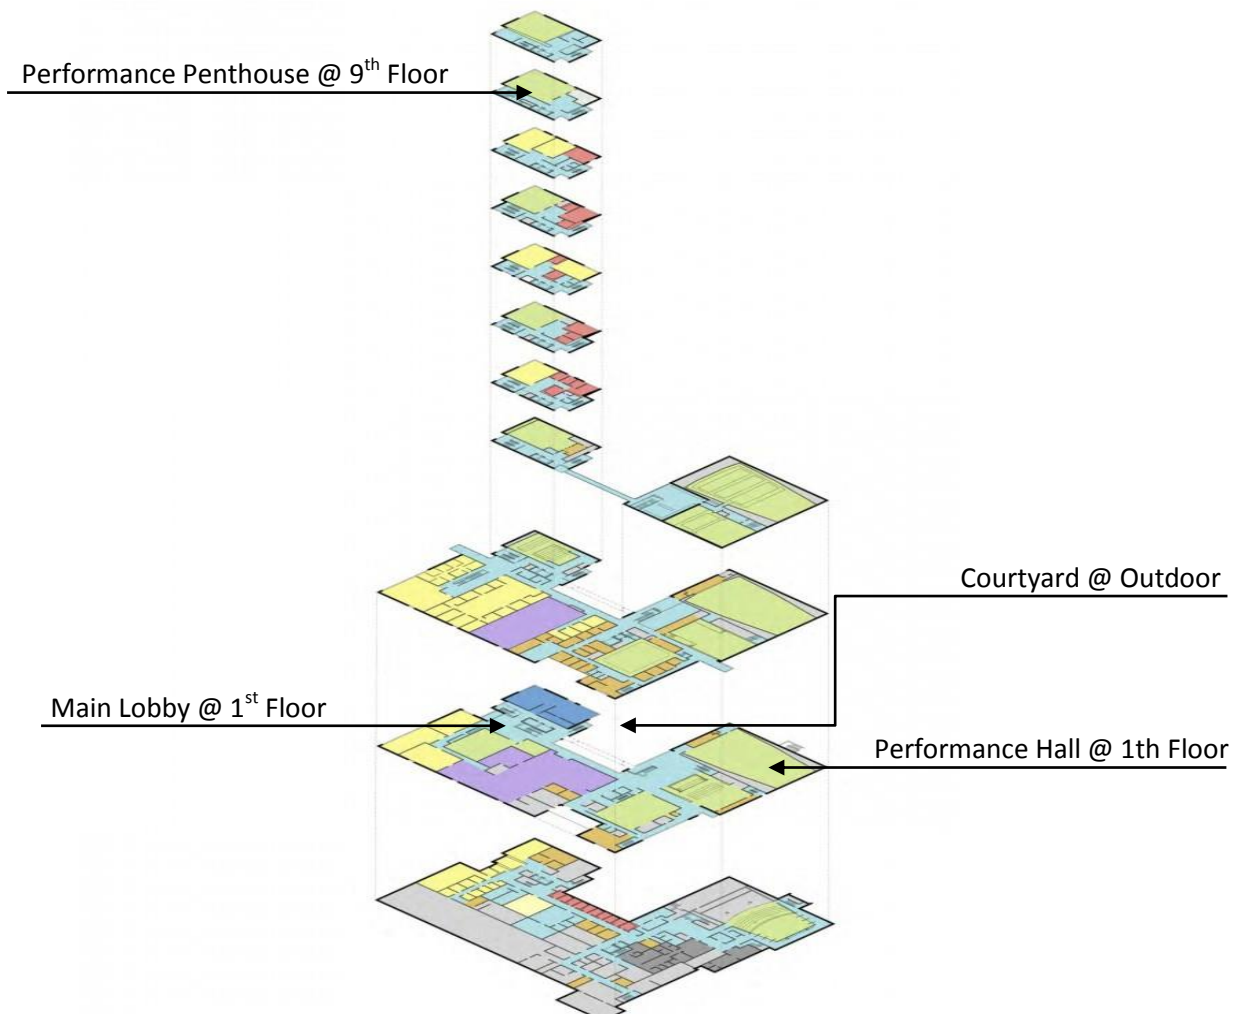 Performance Penthouse @ 9th Floor
Courtyard @ Outdoor
Main Lobby @ 1st Floor
Performance Hall @ 1th Floor